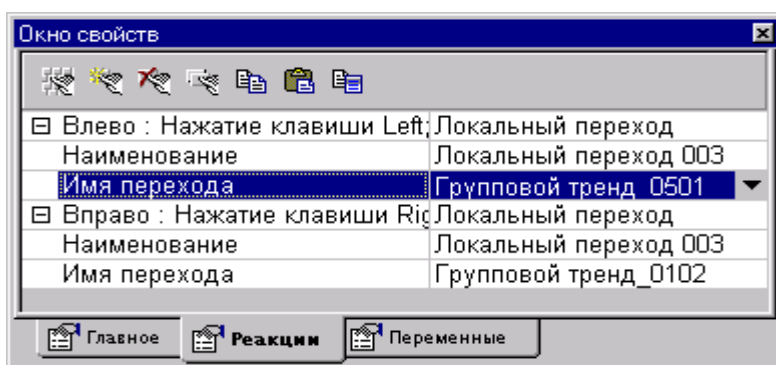 Окно свойств
Влево : Нажатие клавиши Left; Локальный переход
Наименование Локальный переход 003
Имя перехода Групповой тренд_0501
Вправо : Нажатие клавиши Rig Локальный переход
Наименование Локальный переход 003
Имя перехода Групповой тренд_0102
Главное Реакции Переменные